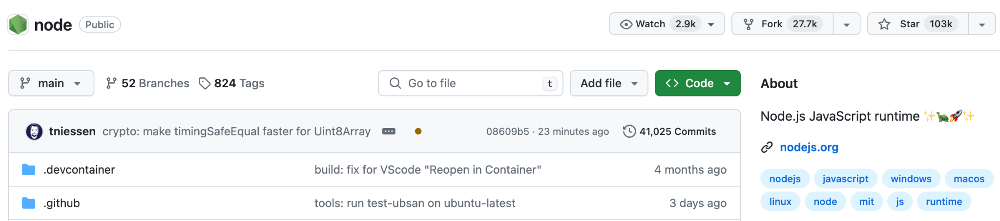 node Public Watch 2.9k Fork 27.7k Star 103k
main 52 Branches 824 Tags Go to file t Add file Code
About
Node.js JavaScript runtime ✨🐢🚀✨
nodejs.org
nodejs javascript windows macos
linux node mit js runtime
tniessen crypto: make timingSafeEqual faster for Uint8Array 08609b5 · 23 minutes ago 41,025 Commits
.devcontainer build: fix for VScode "Reopen in Container" 4 months ago
.github tools: run test-ubsan on ubuntu-latest 3 days ago